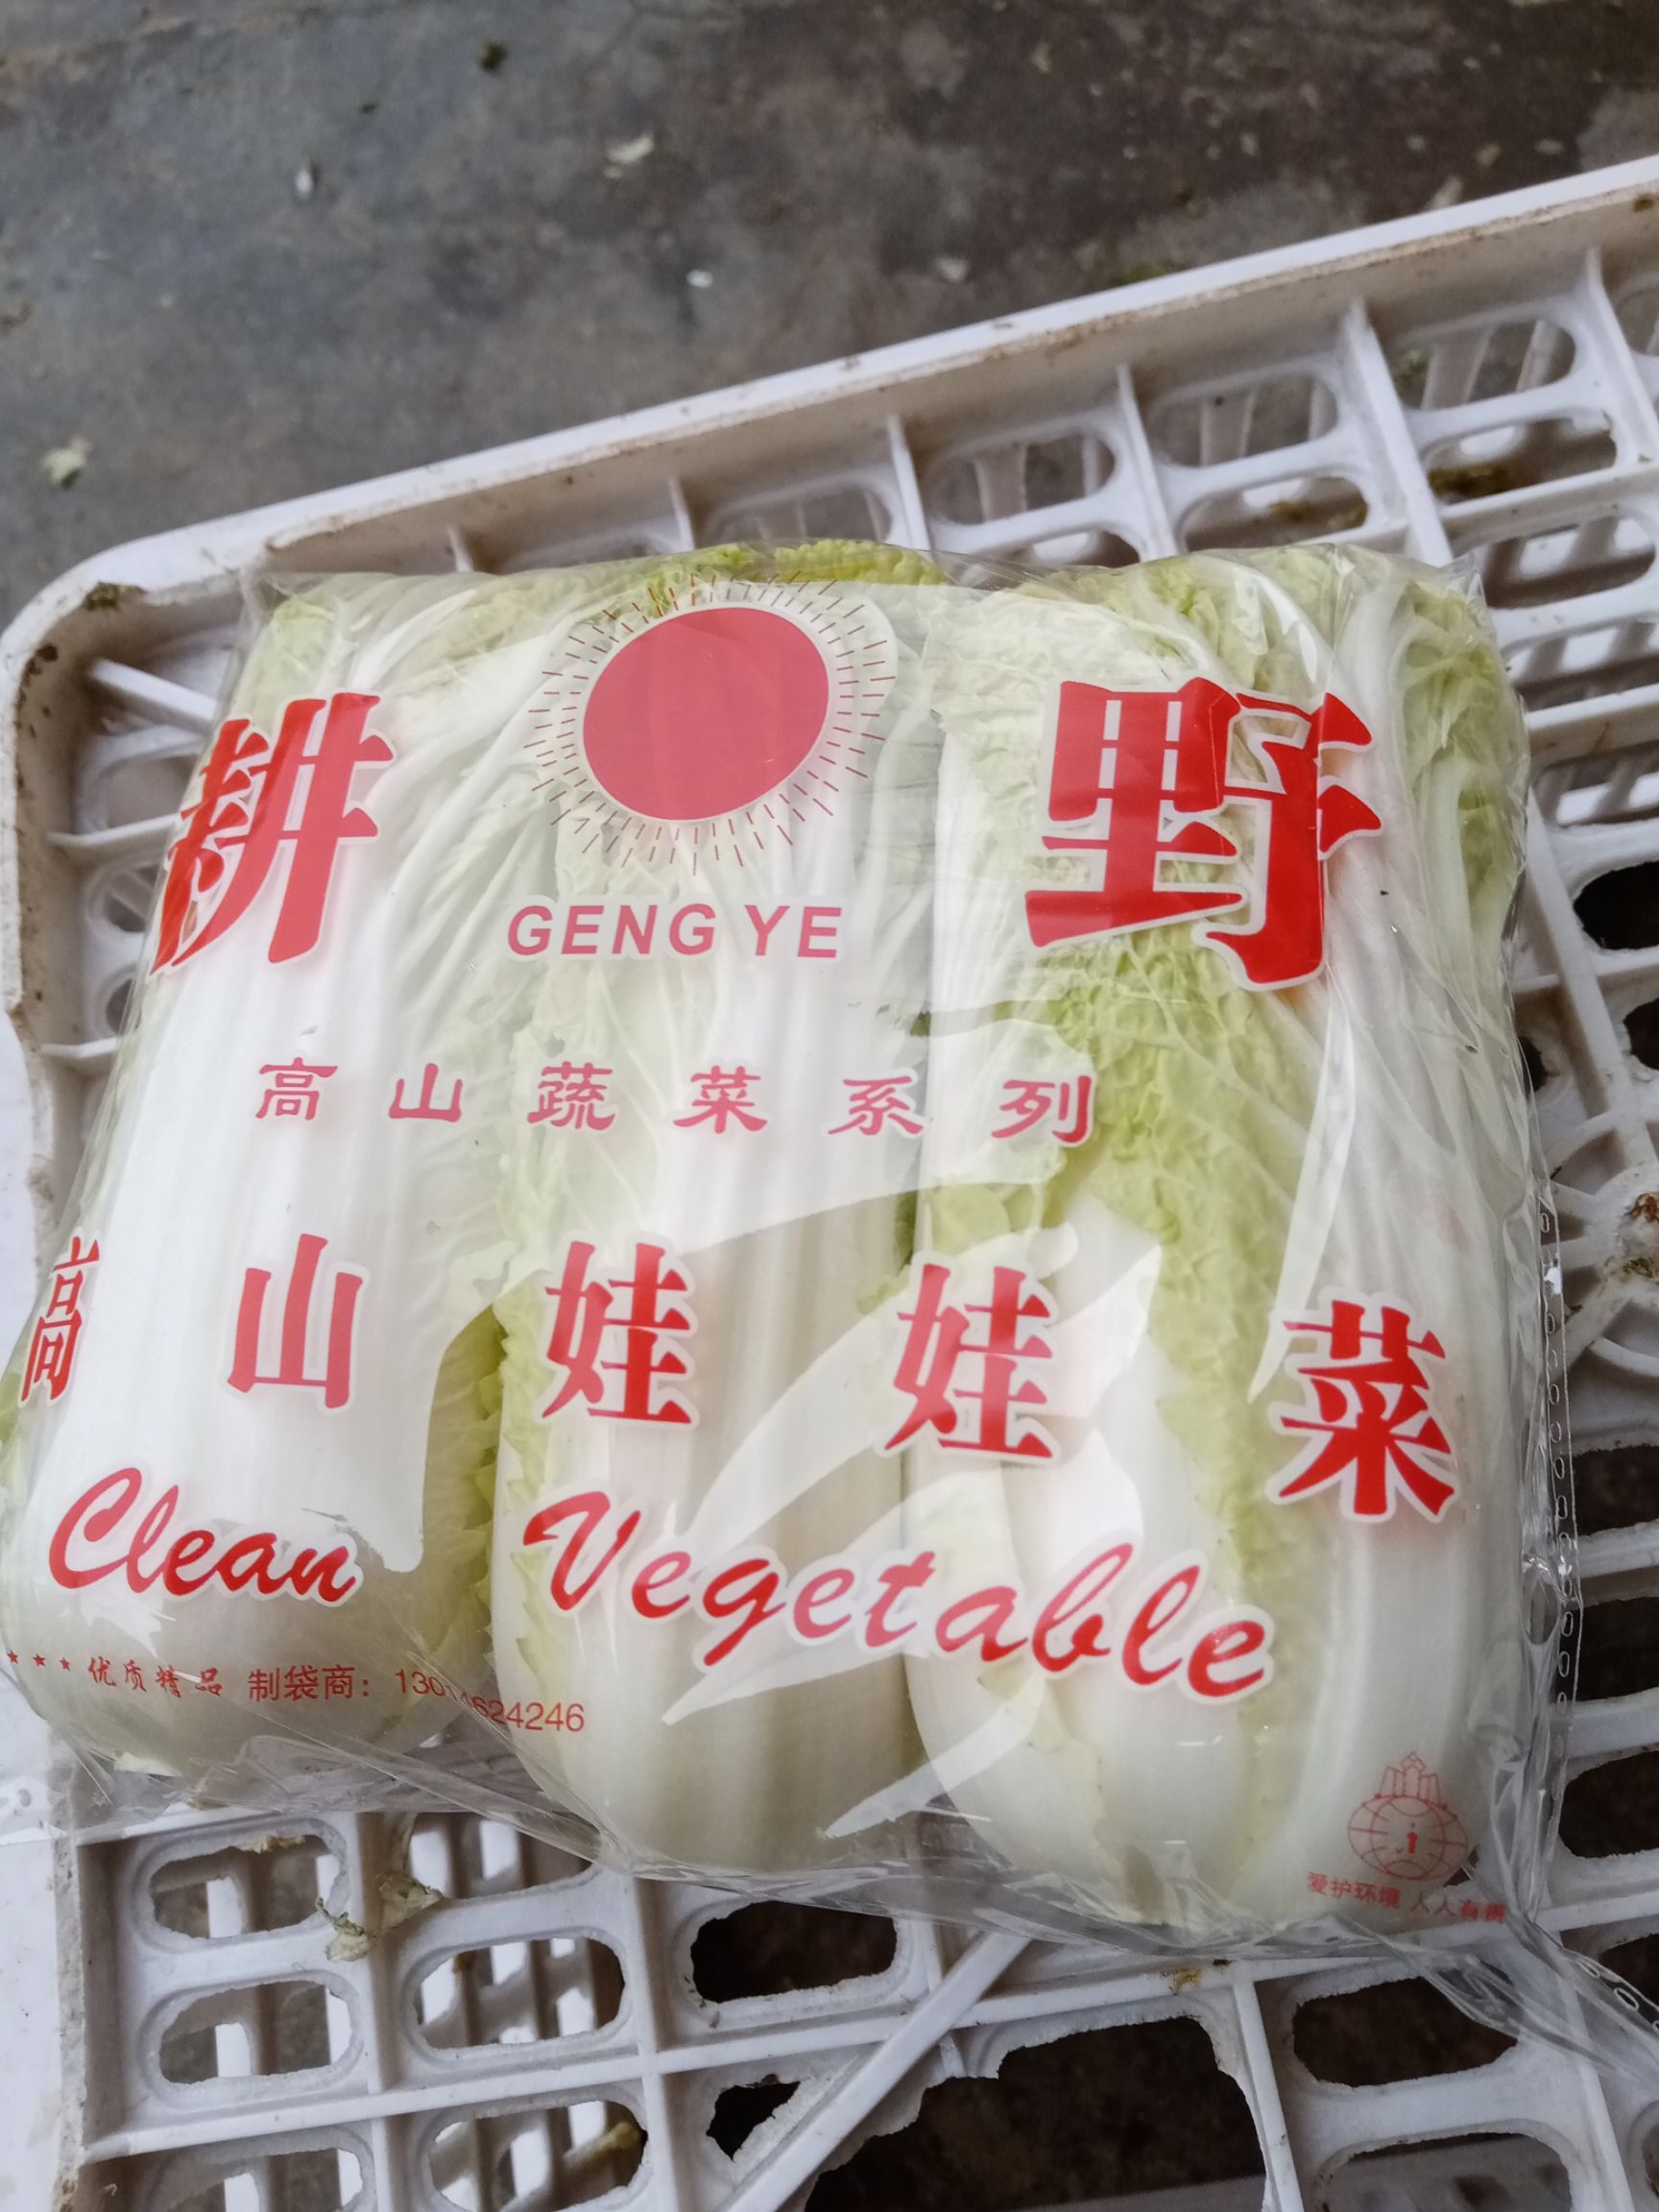 耕 野
GENG YE
高山蔬菜系列
高山娃娃菜
Clean Vegetable
★★★优质精品 制袋商:
爱护环境 人人有责